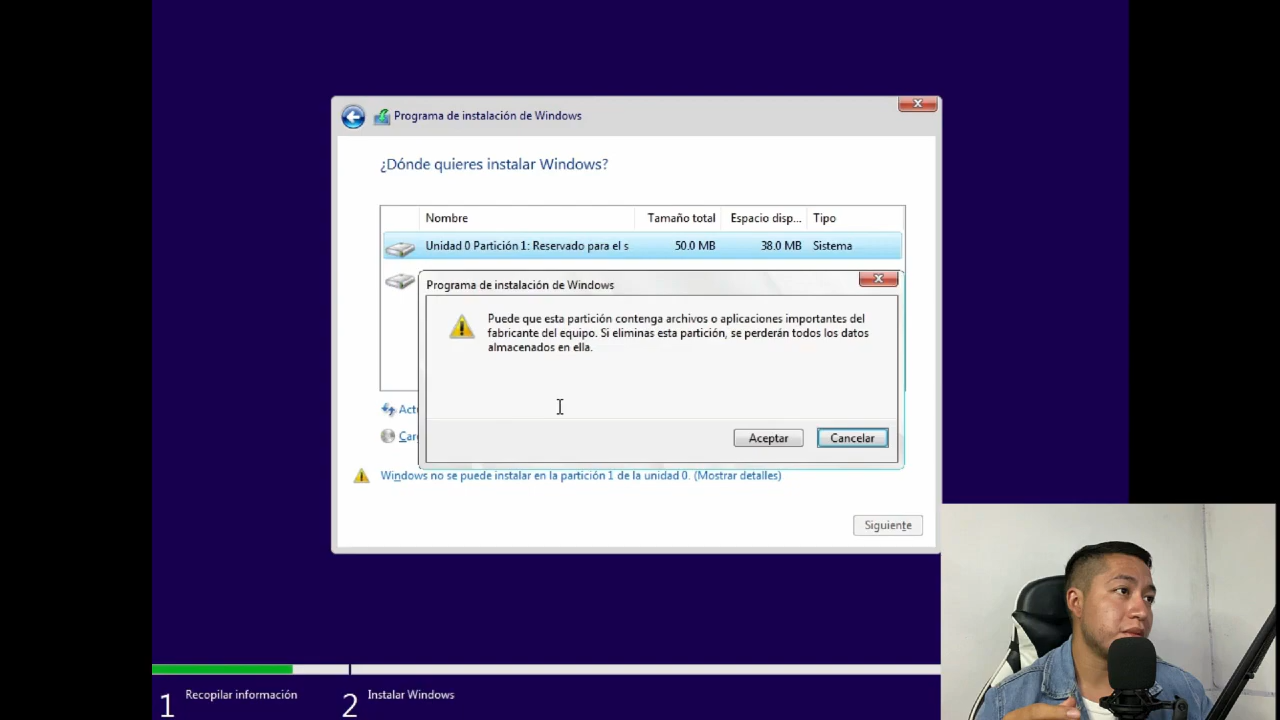 Programa de instalación de Windows
¿Dónde quieres instalar Windows?
Nombre Tamaño total Espacio disp... Tipo
Unidad 0 Partición 1: Reservado para el s 50.0 MB 38.0 MB Sistema
Programa de instalación de Windows
Puede que esta partición contenga archivos o aplicaciones importantes del
fabricante del equipo. Si eliminas esta partición, se perderán todos los datos
almacenados en ella.
Aceptar Cancelar
Actu
Carg
Windows no se puede instalar en la partición 1 de la unidad 0. (Mostrar detalles)
Siguiente
1 Recopilar información 2 Instalar Windows